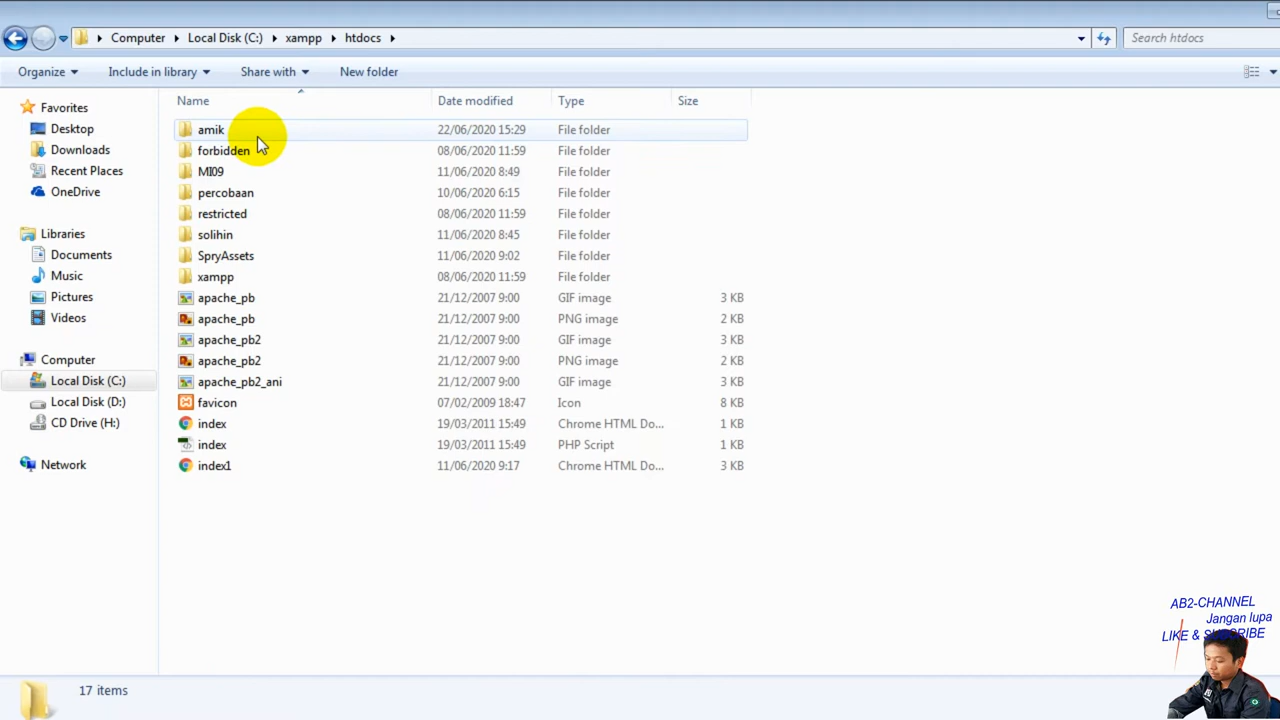 Computer Local Disk (C:) xampp htdocs
Search htdocs
Organize Include in library Share with New folder
Name Date modified Type Size
Favorites
Desktop
Downloads
Recent Places
OneDrive
Libraries
Documents
Music
Pictures
Videos
Computer
Local Disk (C:)
Local Disk (D:)
CD Drive (H:)
Network
amik 22/06/2020 15:29 File folder
forbidden 08/06/2020 11:59 File folder
MI09 11/06/2020 8:49 File folder
percobaan 10/06/2020 6:15 File folder
restricted 08/06/2020 11:59 File folder
solihin 11/06/2020 8:45 File folder
SpryAssets 11/06/2020 9:02 File folder
xampp 08/06/2020 11:59 File folder
apache_pb 21/12/2007 9:00 GIF image 3 KB
apache_pb 21/12/2007 9:00 PNG image 2 KB
apache_pb2 21/12/2007 9:00 GIF image 3 KB
apache_pb2 21/12/2007 9:00 PNG image 2 KB
apache_pb2_ani 21/12/2007 9:00 GIF image 3 KB
favicon 07/02/2009 18:47 Icon 8 KB
index 19/03/2011 15:49 Chrome HTML Do... 1 KB
index 19/03/2011 15:49 PHP Script 1 KB
index1 11/06/2020 9:17 Chrome HTML Do... 3 KB
AB2-CHANNEL
Jangan lupa
LIKE & SUBCRIBE
17 items